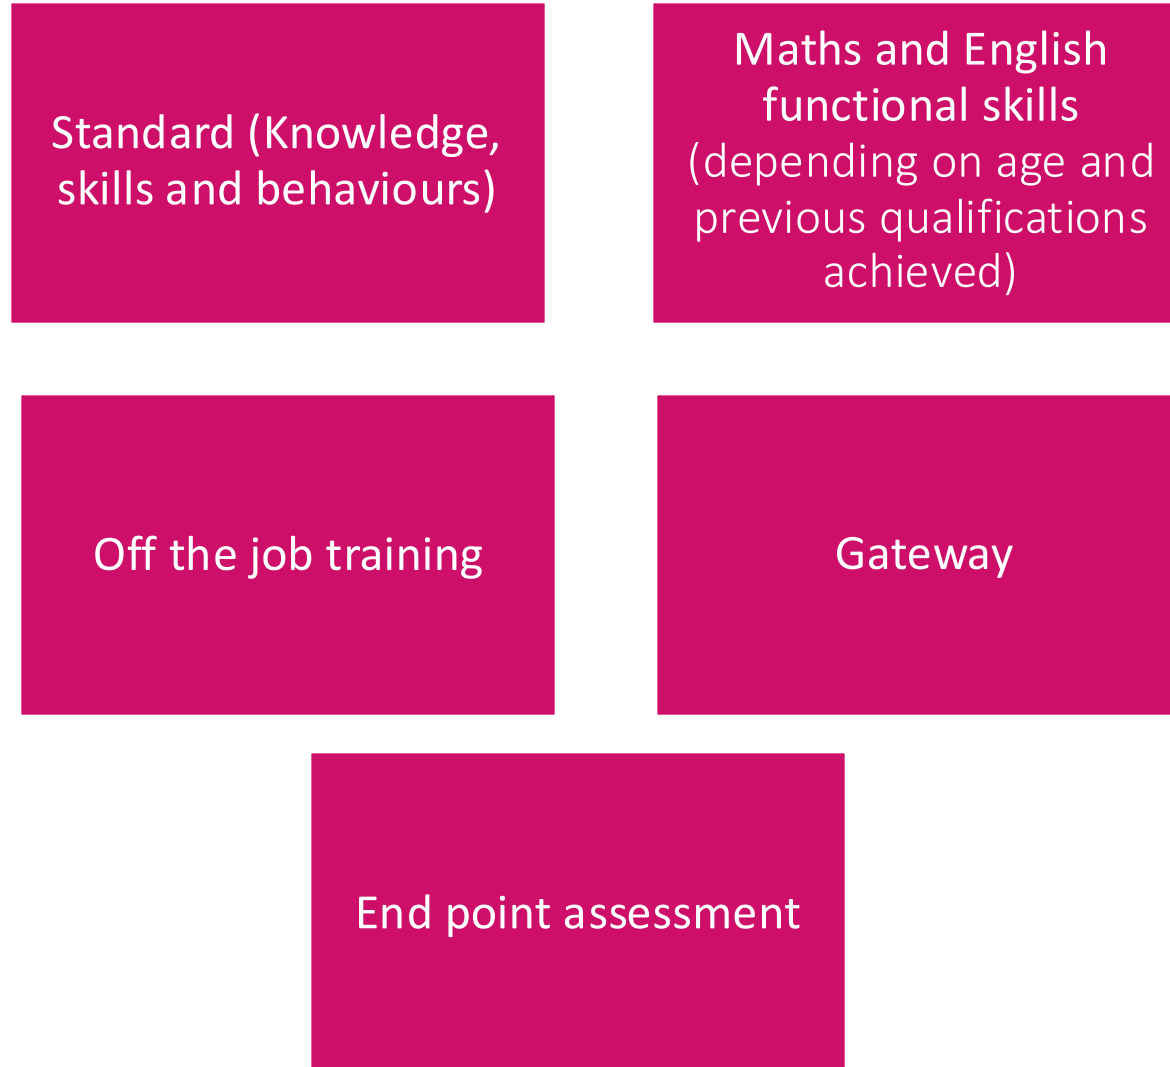 Standard (Knowledge,
skills and behaviours)
Maths and English
functional skills
(depending on age and
previous qualifications
achieved)
Off the job training
Gateway
End point assessment